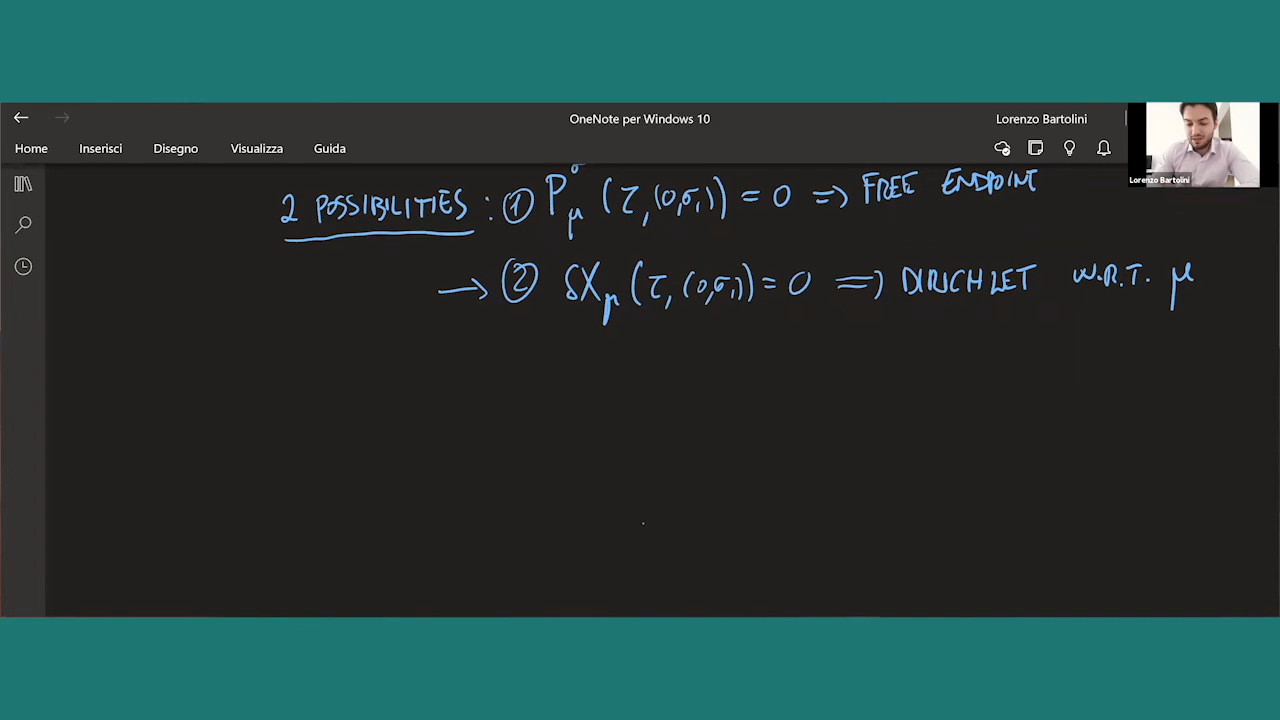 OneNote per Windows 10
Lorenzo Bartolini
Home Inserisci Disegno Visualizza Guida
Lorenzo Bartolini
2 POSSIBILITIES : ① P^σ_μ (τ, (0,σ₁)) = 0 => FREE ENDPOINT
→ ② δX_μ (τ, (0,σ₁)) = 0 => DIRICHLET W.R.T. μ